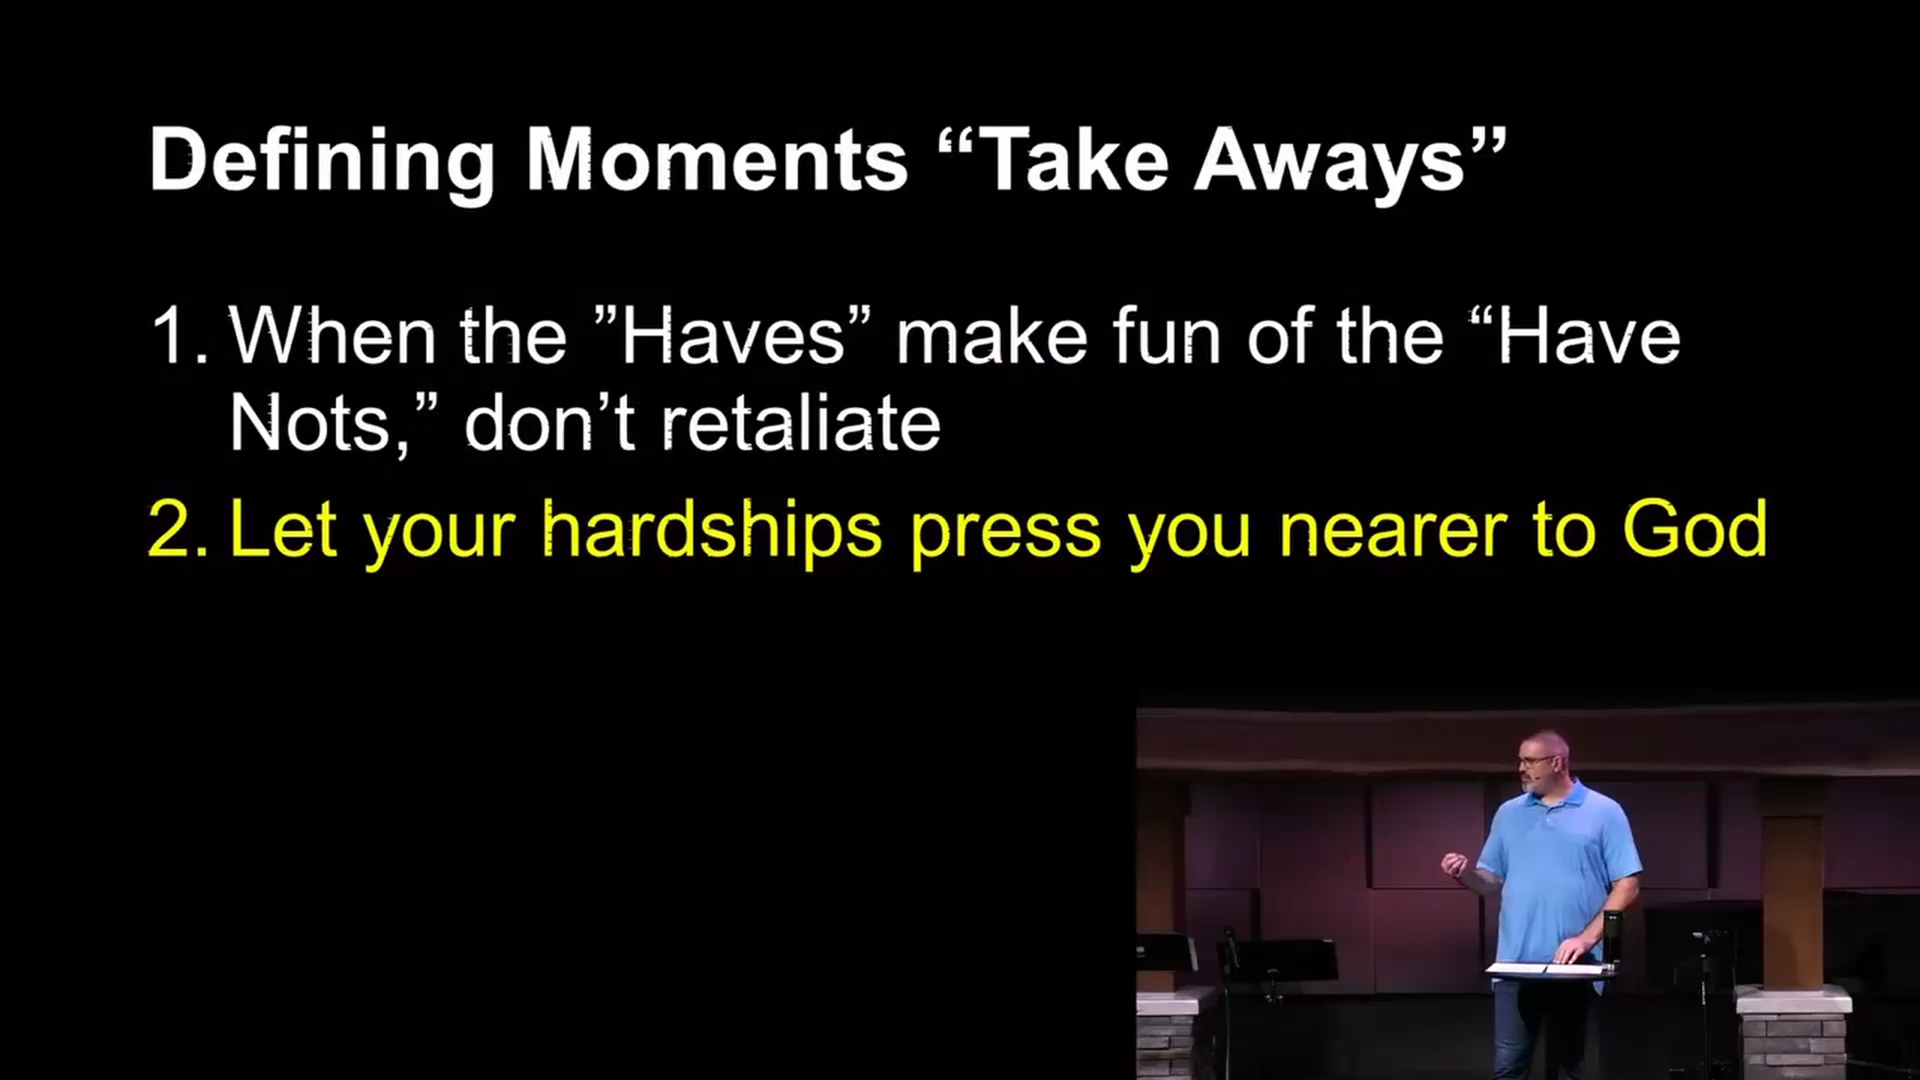 Defining Moments “Take Aways”
1. When the ”Haves” make fun of the “Have
Nots,” don’t retaliate
2. Let your hardships press you nearer to God